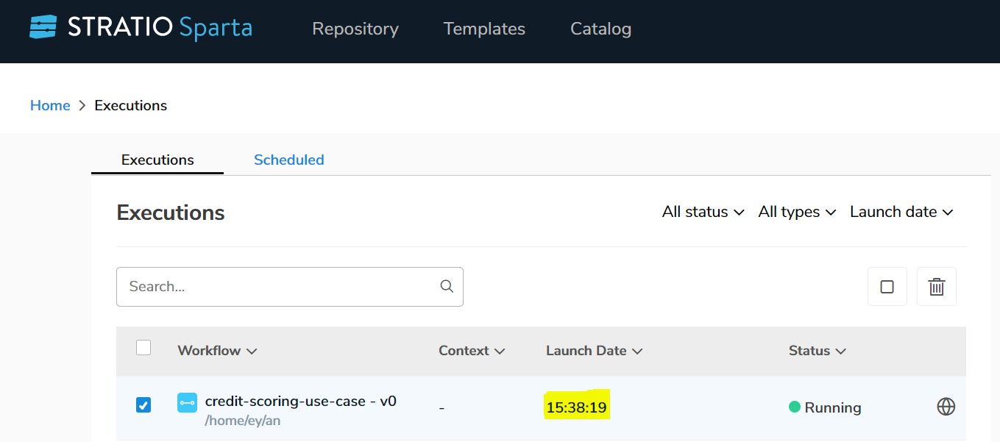 STRATIO Sparta Repository Templates Catalog
Home > Executions
Executions Scheduled
Executions All status All types Launch date
Search...
Workflow Context Launch Date Status
credit-scoring-use-case - v0 - 15:38:19 Running
/home/ey/an